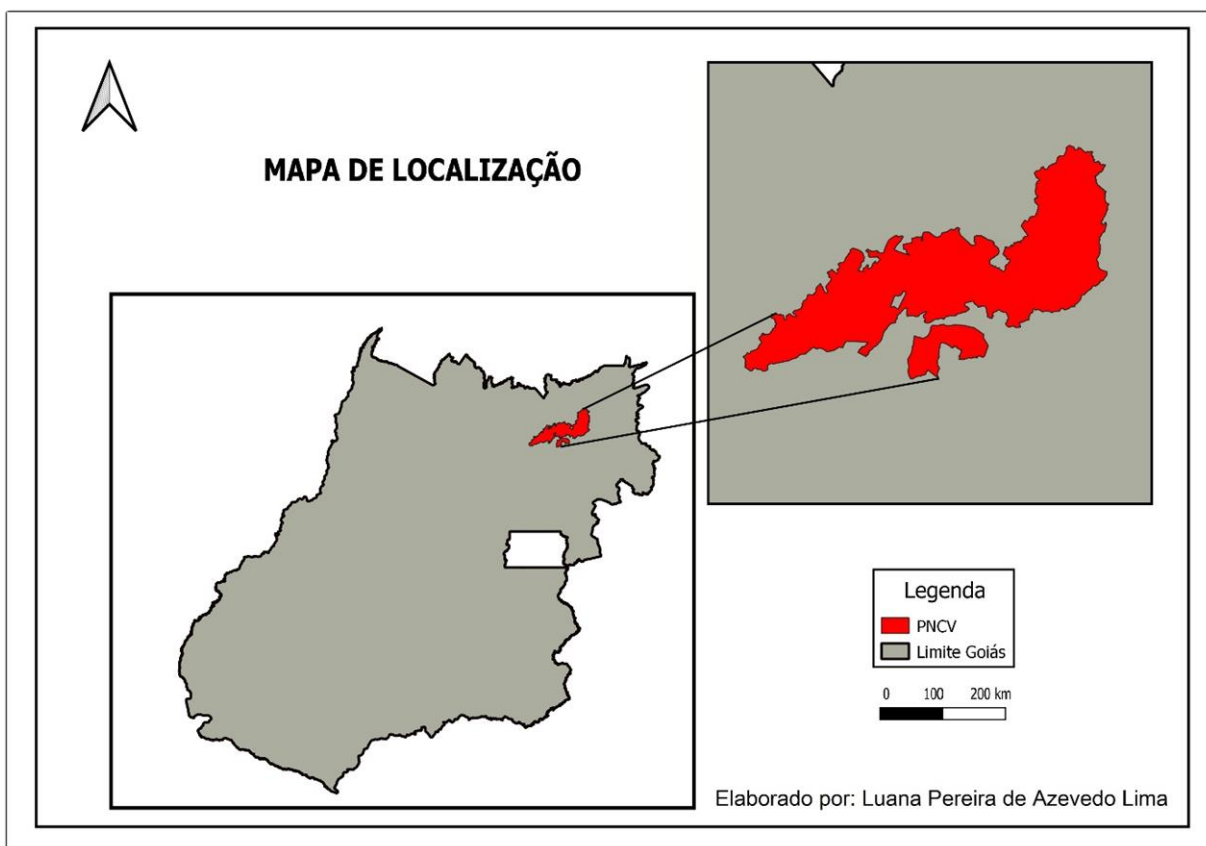 MAPA DE LOCALIZAÇÃO
Legenda
PNCV
Limite Goiás
0 100 200 km
Elaborado por: Luana Pereira de Azevedo Lima